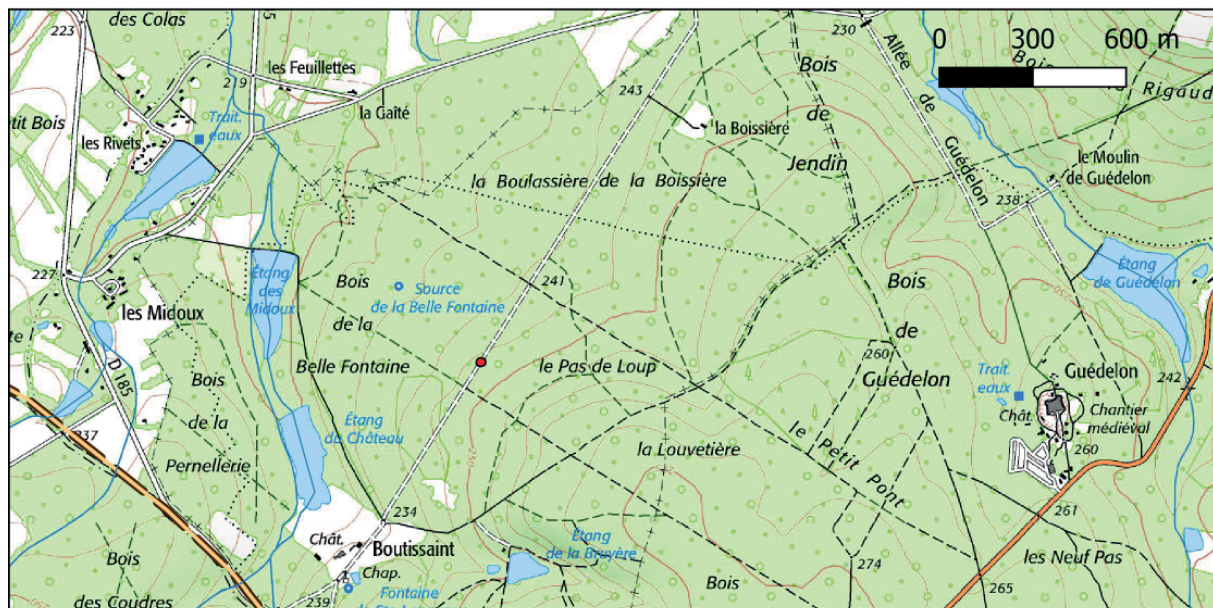 des Colas
223
les Feuillettes
219
la Gaîté
Trait.
eaux
les Rivets
tit Bois
243
la Boissière
la Boulassière de la Boissière
Bois
de
Jendin
230
Allée
de
Guédelon
0 300 600 m
Rigaud
le Moulin
de Guédelon
238
Étang
de Guédelon
227
les Midoux
Étang
des
Midoux
Bois
de la
Belle Fontaine
Source
de la Belle Fontaine
241
le Pas de Loup
Bois
de
Guédelon
260
Trait.
eaux
Guédelon
Chât.
Chantier
médiéval
260
242
D 185
Bois
de la
Pernellerie
237
Étang
du Château
250
la Louvetière
le Petit Pont
261
les Neuf Pas
265
274
234
Chât.
Boutissaint
Chap.
239
Fontaine
Étang
de la Bruyère
Bois
Bois
des Coudres